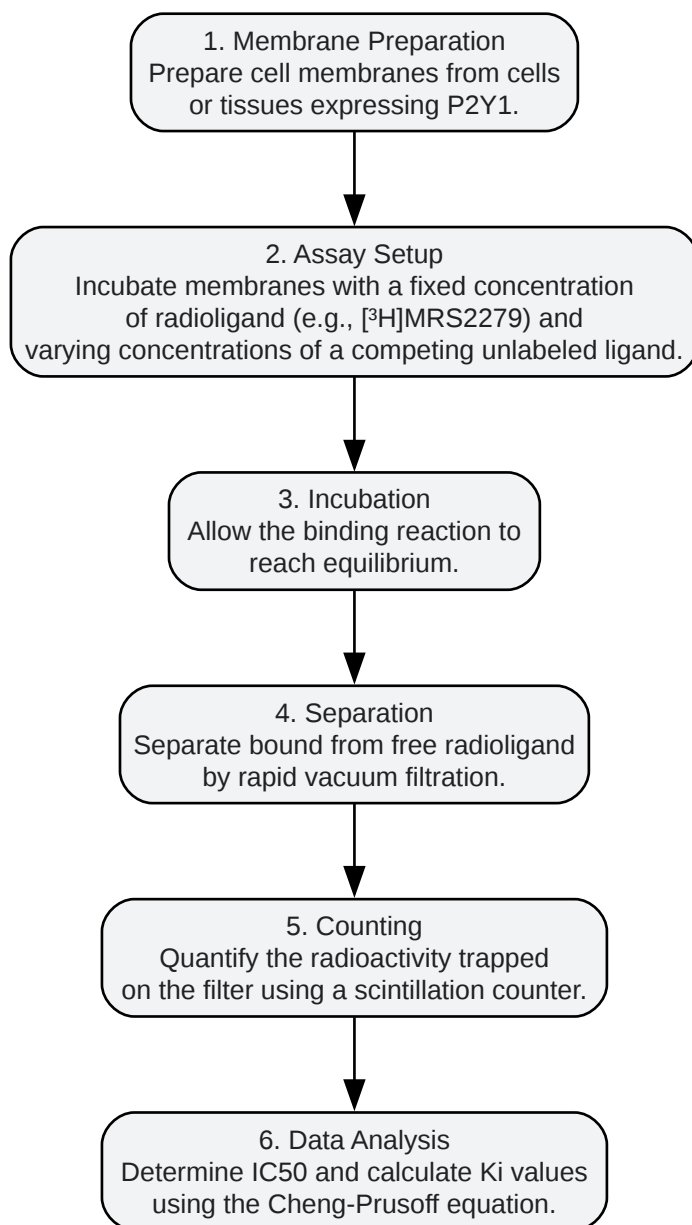 1. Membrane Preparation
Prepare cell membranes from cells
or tissues expressing P2Y1.
2. Assay Setup
Incubate membranes with a fixed concentration
of radioligand (e.g., [³H]MRS2279) and
varying concentrations of a competing unlabeled ligand.
3. Incubation
Allow the binding reaction to
reach equilibrium.
4. Separation
Separate bound from free radioligand
by rapid vacuum filtration.
5. Counting
Quantify the radioactivity trapped
on the filter using a scintillation counter.
6. Data Analysis
Determine IC50 and calculate Ki values
using the Cheng-Prusoff equation.